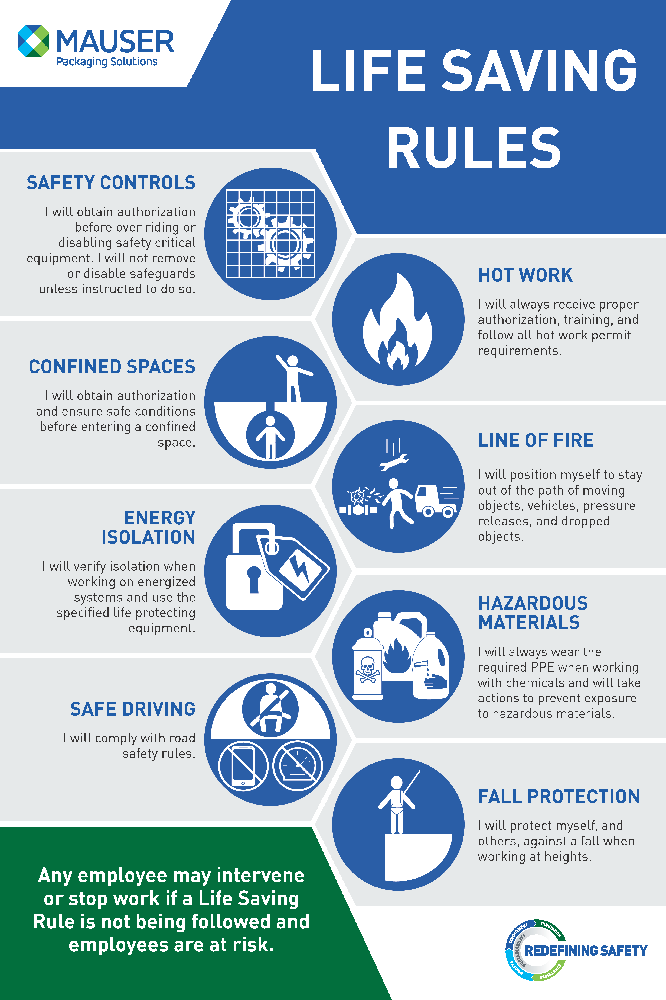 MAUSER
Packaging Solutions
LIFE SAVING
RULES
SAFETY CONTROLS
I will obtain authorization
before over riding or
disabling safety critical
equipment. I will not remove
or disable safeguards
unless instructed to do so.
HOT WORK
I will always receive proper
authorization, training, and
follow all hot work permit
requirements.
CONFINED SPACES
I will obtain authorization
and ensure safe conditions
before entering a confined
space.
LINE OF FIRE
I will position myself to stay
out of the path of moving
objects, vehicles, pressure
releases, and dropped
objects.
ENERGY
ISOLATION
I will verify isolation when
working on energized
systems and use the
specified life protecting
equipment.
HAZARDOUS
MATERIALS
I will always wear the
required PPE when working
with chemicals and will take
actions to prevent exposure
to hazardous materials.
SAFE DRIVING
I will comply with road
safety rules.
FALL PROTECTION
I will protect myself, and
others, against a fall when
working at heights.
Any employee may intervene
or stop work if a Life Saving
Rule is not being followed and
employees are at risk.
COMMITMENT
INNOVATION
SUSTAINABILITY
REDEFINING SAFETY
PASSION
EXCELLENCE